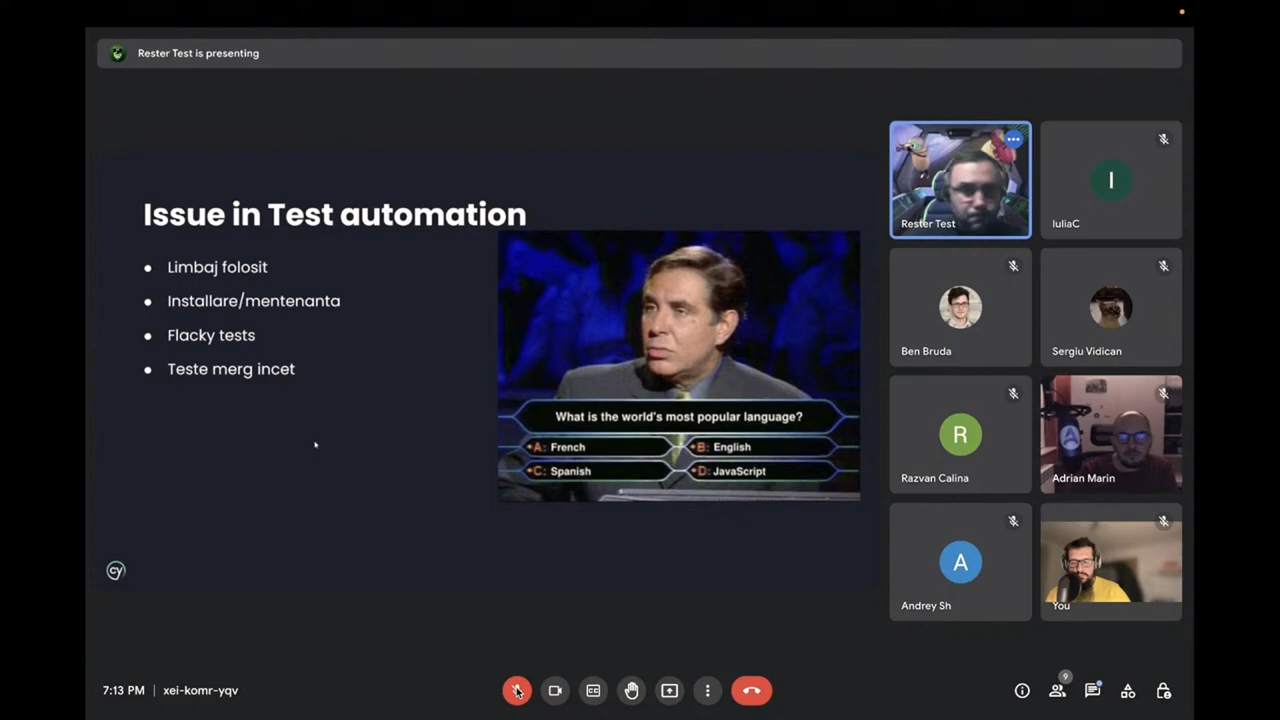 Rester Test is presenting
Issue in Test automation
Limbaj folosit
Installare/mentenanta
Flacky tests
Teste merg incet
What is the world's most popular language?
A: French
B: English
C: Spanish
D: JavaScript
cy
Rester Test
I
IuliaC
Ben Bruda
Sergiu Vidican
R
Razvan Calina
Adrian Marin
A
Andrey Sh
You
7:13 PM | xei-komr-yqv
CC
9